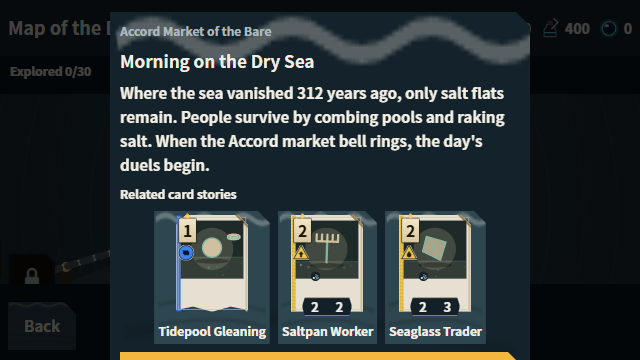 Map of the
400
0
Explored 0/30
Accord Market of the Bare
Morning on the Dry Sea
Where the sea vanished 312 years ago, only salt flats
remain. People survive by combing pools and raking
salt. When the Accord market bell rings, the day's
duels begin.
Related card stories
1
2
2
2 2
2 3
Tidepool Gleaning
Saltpan Worker
Seaglass Trader
Back